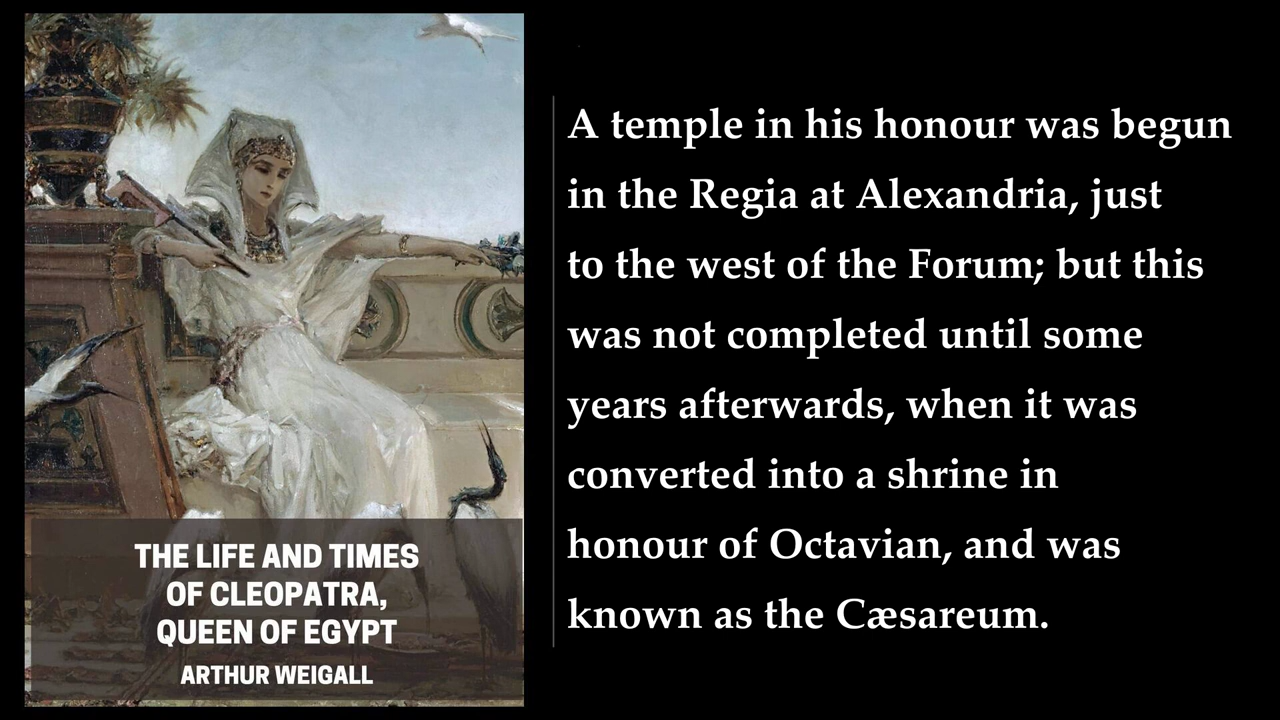 THE LIFE AND TIMES
OF CLEOPATRA,
QUEEN OF EGYPT
ARTHUR WEIGALL
A temple in his honour was begun
in the Regia at Alexandria, just
to the west of the Forum; but this
was not completed until some
years afterwards, when it was
converted into a shrine in
honour of Octavian, and was
known as the Cæsareum.